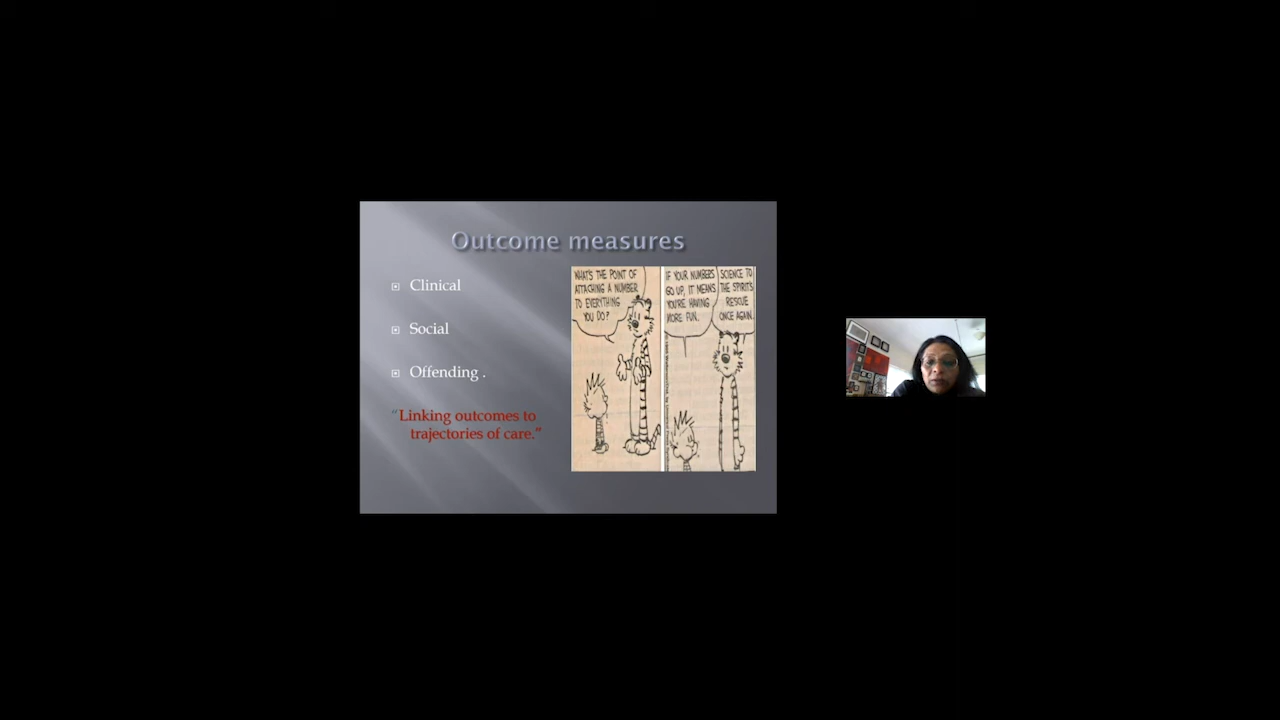 Outcome measures
Clinical
Social
Offending .
“Linking outcomes to
trajectories of care.”
WHAT'S THE POINT OF
ATTACHING A NUMBER
TO EVERYTHING
YOU DO?
IF YOUR NUMBERS
GO UP, IT MEANS
YOU'RE HAVING
MORE FUN.
SCIENCE TO
THE SPIRIT'S
RESCUE
ONCE AGAIN.